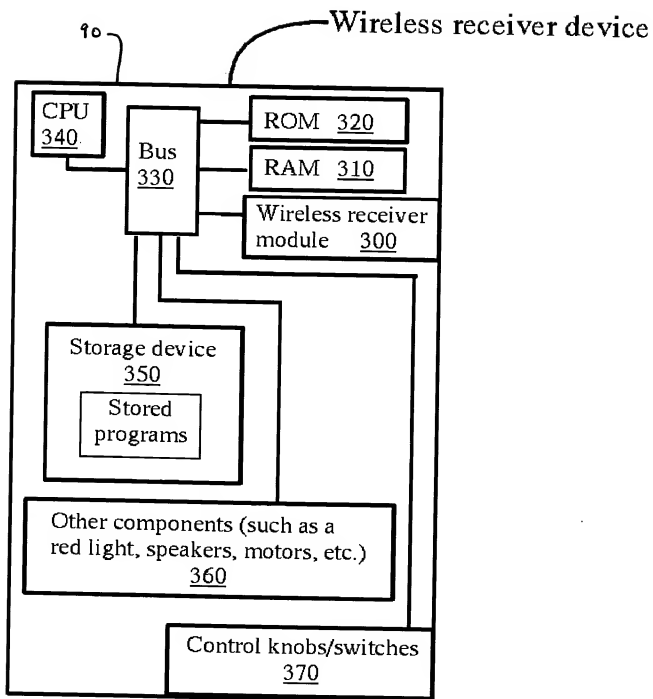 90
Wireless receiver device
CPU
340
Bus
330
ROM 320
RAM 310
Wireless receiver
module 300
Storage device
350
Stored
programs
Other components (such as a
red light, speakers, motors, etc.)
360
Control knobs/switches
370